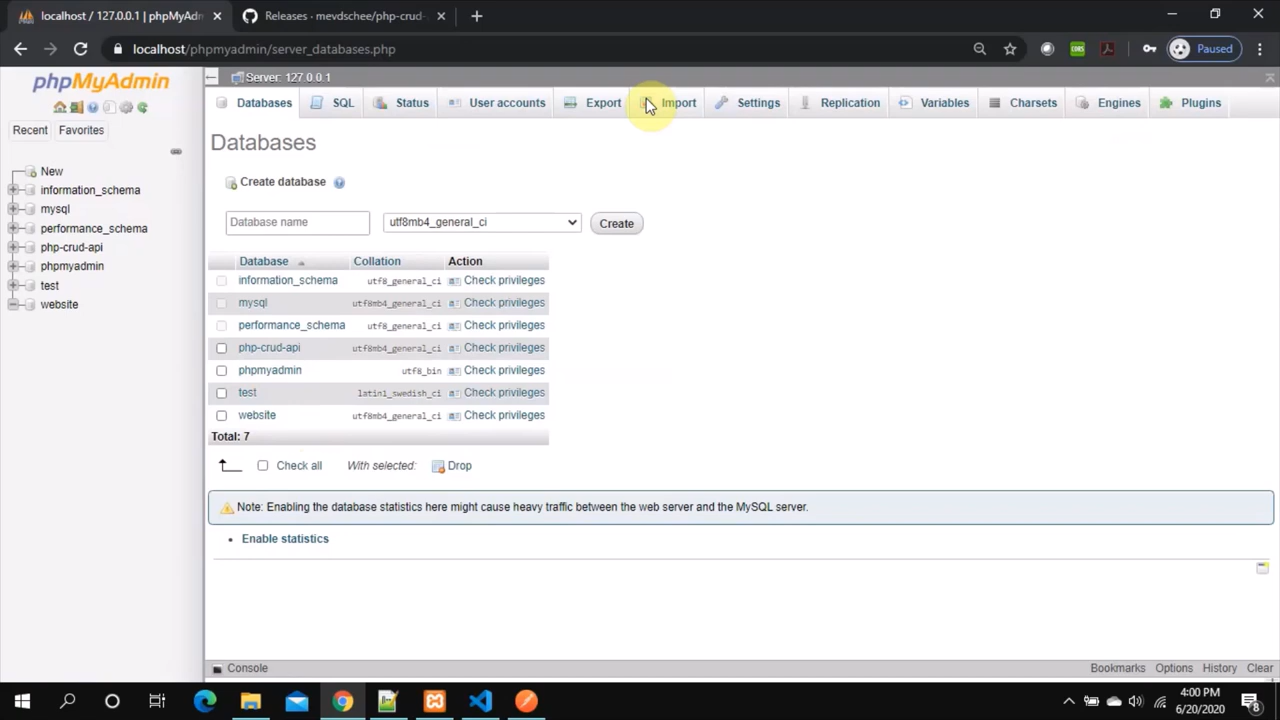 localhost / 127.0.0.1 | phpMyAdm
Releases · mevdschee/php-crud-
localhost/phpmyadmin/server_databases.php
CORS
Paused
phpMyAdmin
Recent
Favorites
New
information_schema
mysql
performance_schema
php-crud-api
phpmyadmin
test
website
Server: 127.0.0.1
Databases
SQL
Status
User accounts
Export
Import
Settings
Replication
Variables
Charsets
Engines
Plugins
Databases
Create database
Database name
utf8mb4_general_ci
Create
Database Collation Action
information_schema utf8_general_ci Check privileges
mysql utf8mb4_general_ci Check privileges
performance_schema utf8_general_ci Check privileges
php-crud-api utf8mb4_general_ci Check privileges
phpmyadmin utf8_bin Check privileges
test latin1_swedish_ci Check privileges
website utf8mb4_general_ci Check privileges
Total: 7
Check all With selected: Drop
Note: Enabling the database statistics here might cause heavy traffic between the web server and the MySQL server.
Enable statistics
Console
Bookmarks Options History Clear
4:00 PM
6/20/2020
8